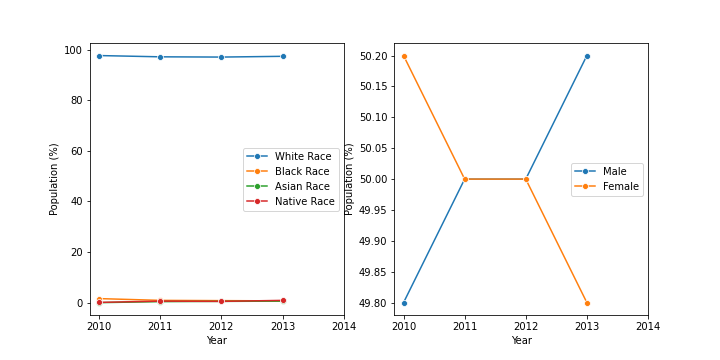 100
80
60
40
20
0
Population (%)
2010 2011 2012 2013 2014
Year
White Race
Black Race
Asian Race
Native Race
50.20
50.15
50.10
50.05
50.00
49.95
49.90
49.85
49.80
Population (%)
2010 2011 2012 2013 2014
Year
Male
Female